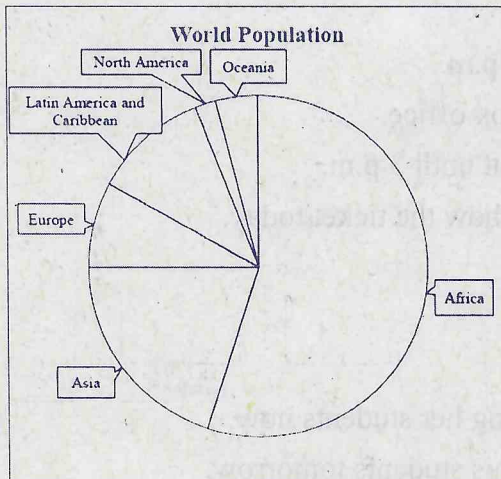 World Population
North America
Oceania
Latin America and
Caribbean
Europe
Africa
Asia